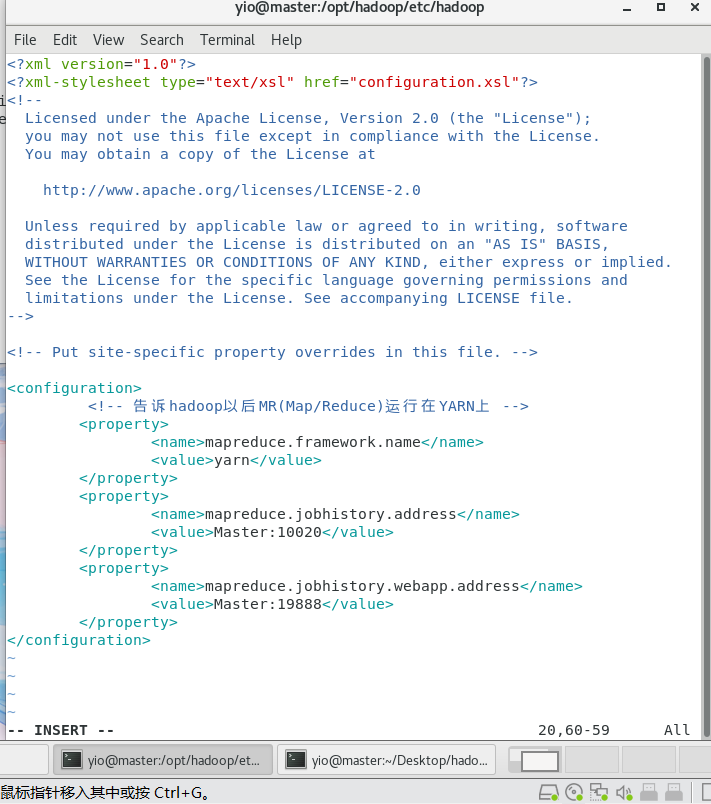 yio@master:/opt/hadoop/etc/hadoop
File Edit View Search Terminal Help
<?xml version="1.0"?>
<?xml-stylesheet type="text/xsl" href="configuration.xsl"?>
<!--
  Licensed under the Apache License, Version 2.0 (the "License");
  you may not use this file except in compliance with the License.
  You may obtain a copy of the License at

    http://www.apache.org/licenses/LICENSE-2.0

  Unless required by applicable law or agreed to in writing, software
  distributed under the License is distributed on an "AS IS" BASIS,
  WITHOUT WARRANTIES OR CONDITIONS OF ANY KIND, either express or implied.
  See the License for the specific language governing permissions and
  limitations under the License. See accompanying LICENSE file.
-->

<!-- Put site-specific property overrides in this file. -->

<configuration>
         <!-- 告诉hadoop以后MR(Map/Reduce)运行在YARN上 -->
        <property>
                <name>mapreduce.framework.name</name>
                <value>yarn</value>
        </property>
        <property>
                <name>mapreduce.jobhistory.address</name>
                <value>Master:10020</value>
        </property>
        <property>
                <name>mapreduce.jobhistory.webapp.address</name>
                <value>Master:19888</value>
        </property>
</configuration>
~
~
~
~
-- INSERT -- 20,60-59 All
yio@master:/opt/hadoop/et... yio@master:~/Desktop/hado...
鼠标指针移入其中或按 Ctrl+G。